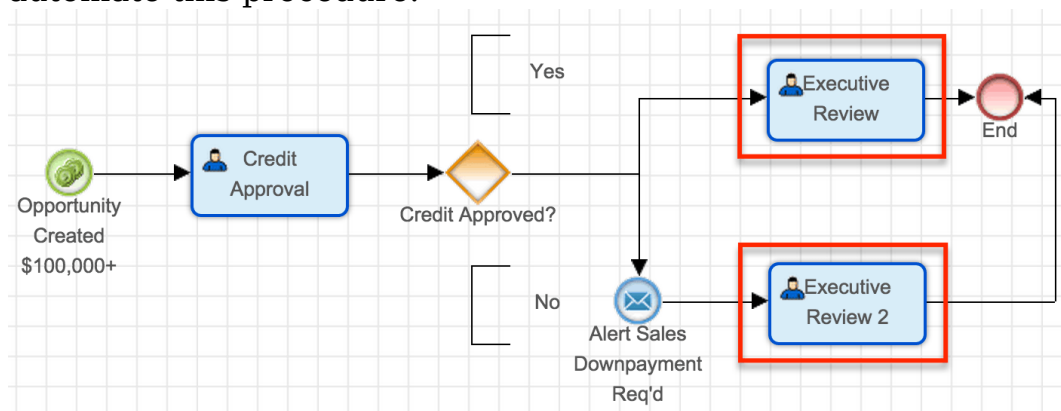 automate this procedure.
Yes
Executive
Review
End
Credit
Approval
Opportunity
Created
$100,000+
Credit Approved?
No
Executive
Review 2
Alert Sales
Downpayment
Req'd